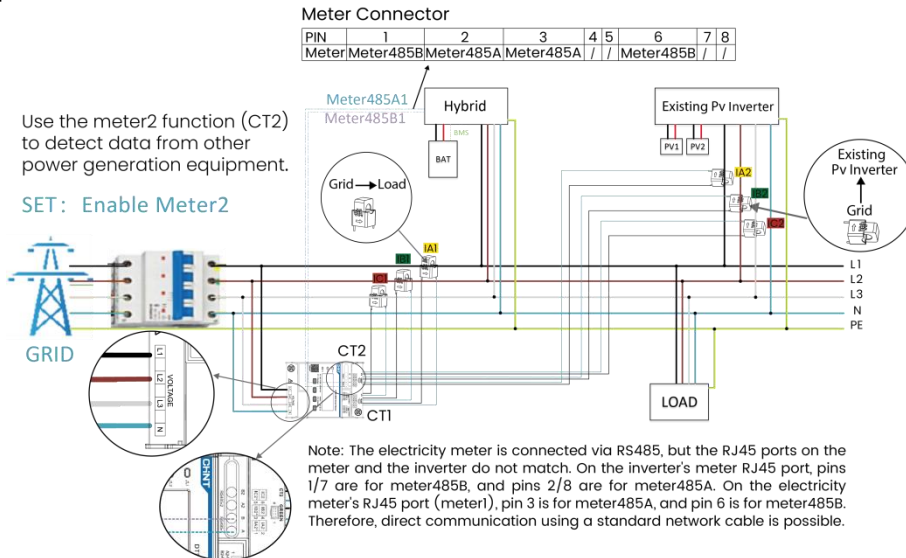 Meter Connector
PIN 1 2 3 4 5 6 7 8
Meter Meter485B Meter485A Meter485A / / Meter485B / /
Meter485A1
Meter485B1
Hybrid
Existing Pv Inverter
Use the meter2 function (CT2)
to detect data from other
power generation equipment.
BMS
BAT
PV1 PV2
SET: Enable Meter2
Grid → Load
IA2
IB2
IC2
Existing
Pv Inverter
Grid
IA1
IB1
IC1
L1
L2
L3
N
PE
GRID
CT2
CT1
L1
L2
L3
N
VOLTAGE
LOAD
CHNT
Note: The electricity meter is connected via RS485, but the RJ45 ports on the
meter and the inverter do not match. On the inverter's meter RJ45 port, pins
1/7 are for meter485B, and pins 2/8 are for meter485A. On the electricity
meter's RJ45 port (meter1), pin 3 is for meter485A, and pin 6 is for meter485B.
Therefore, direct communication using a standard network cable is possible.